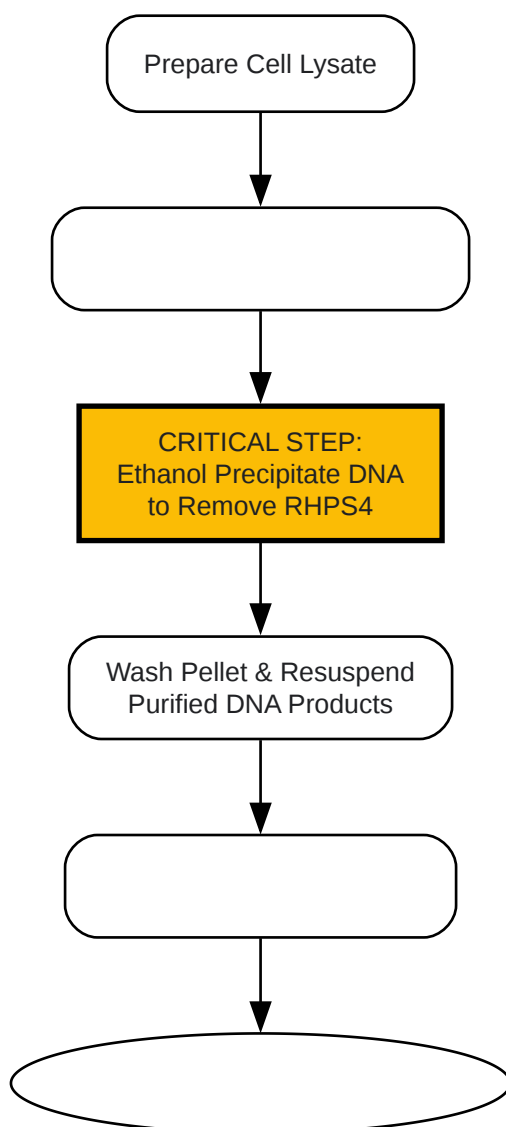 Prepare Cell Lysate
CRITICAL STEP:
Ethanol Precipitate DNA
to Remove RHPS4
Wash Pellet & Resuspend
Purified DNA Products